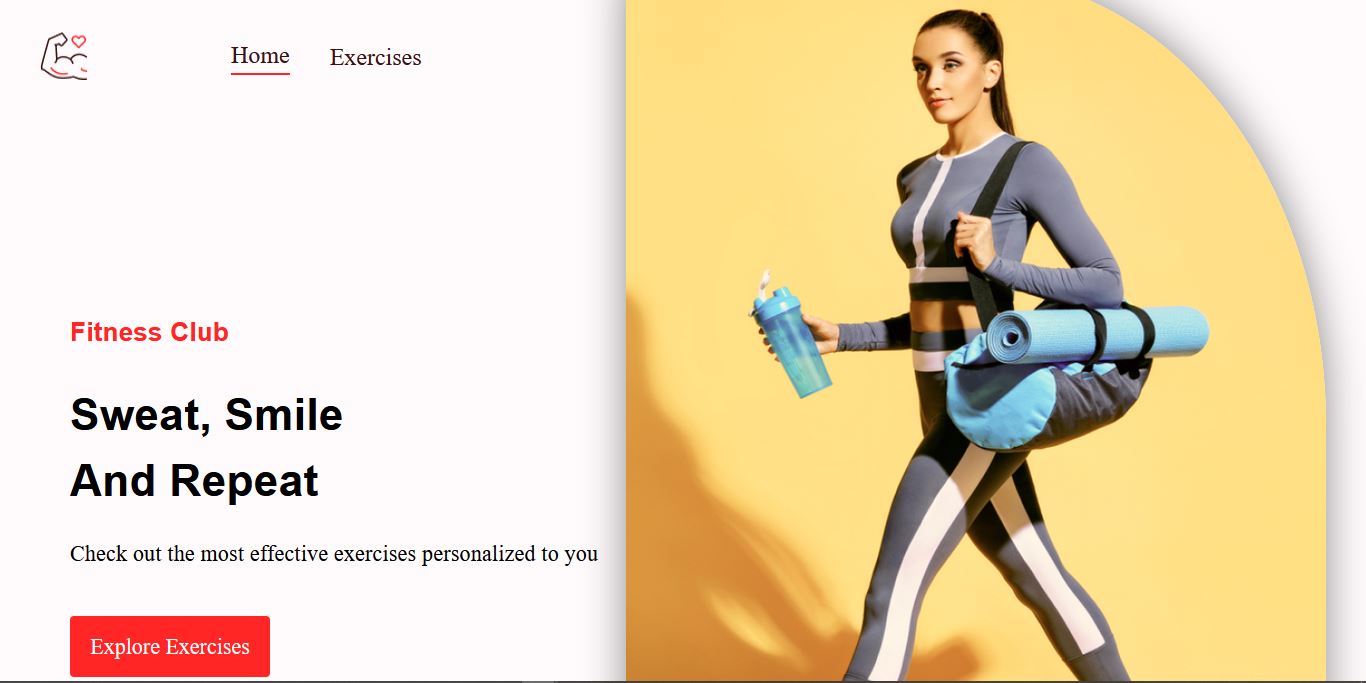 Home
Exercises
Fitness Club
Sweat, Smile
And Repeat
Check out the most effective exercises personalized to you
Explore Exercises